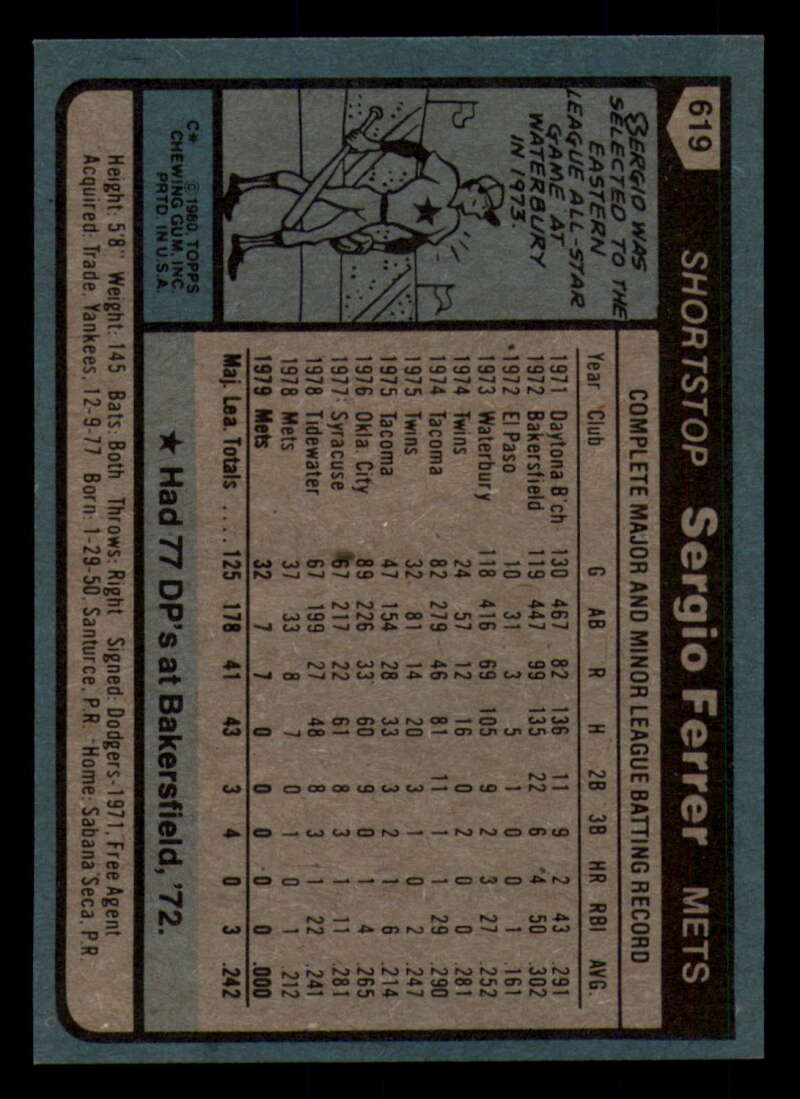 619
SHORTSTOP Sergio Ferrer METS
SERGIO WAS
SELECTED TO THE
EASTERN
LEAGUE ALL-STAR
GAME AT
WATERBURY
IN 1973.
C* © 1980 TOPPS
CHEWING GUM, INC.
PRTD. IN U.S.A.
COMPLETE MAJOR AND MINOR LEAGUE BATTING RECORD
Year Club G AB R H 2B 3B HR RBI AVG.
1971 Daytona B'ch 130 467 82 136 11 9 2 43 .291
1972 Bakersfield 119 447 99 135 22 6 4 50 .302
1972 El Paso 10 31 3 5 1 0 0 1 .161
1973 Waterbury 118 416 69 105 9 2 3 27 .252
1974 Twins 24 57 12 16 0 2 0 0 .281
1974 Tacoma 82 279 46 81 11 1 1 29 .290
1975 Twins 32 81 14 20 3 1 0 2 .247
1975 Tacoma 47 154 28 33 3 2 1 6 .214
1976 Okla. City 89 226 33 60 9 0 1 4 .265
1977 Syracuse 67 217 22 61 8 3 1 11 .281
1978 Tidewater 67 199 27 48 8 3 1 22 .241
1978 Mets 37 33 8 7 0 1 0 1 .212
1979 Mets 32 7 7 0 0 0 0 0 .000
Maj. Lea. Totals .... 125 178 41 43 3 4 0 3 .242
★ Had 77 DP's at Bakersfield, '72.
Height: 5'8" Weight: 145 Bats: Both Throws: Right Signed: Dodgers-1971, Free Agent
Acquired: Trade, Yankees, 12-9-77 Born: 1-29-50, Santurce, P.R. Home: Sabana Seca, P.R.